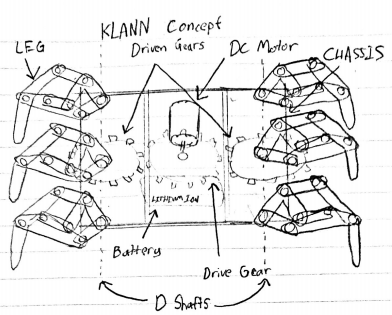 KLANN Concept
LEG
Driven Gears
DC Motor
CHASSIS
LITHIUM ION
Battery
Drive Gear
D Shafts